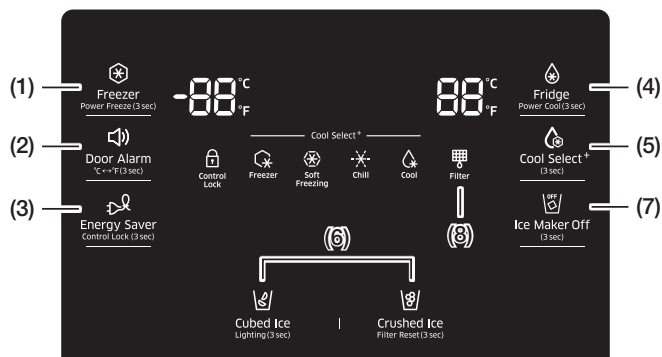 (1)
Freezer
Power Freeze (3 sec)
(2)
Door Alarm
°C ↔ °F (3 sec)
(3)
Energy Saver
Control Lock (3 sec)
-88 °C
°F
88 °C
°F
Cool Select+
Control
Lock
Freezer
Soft
Freezing
Chill
Cool
Filter
(6)
(8)
Cubed Ice
Lighting (3 sec)
|
Crushed Ice
Filter Reset (3 sec)
(4)
Fridge
Power Cool (3 sec)
(5)
Cool Select+
(3 sec)
(7)
OFF
Ice Maker Off
(3 sec)